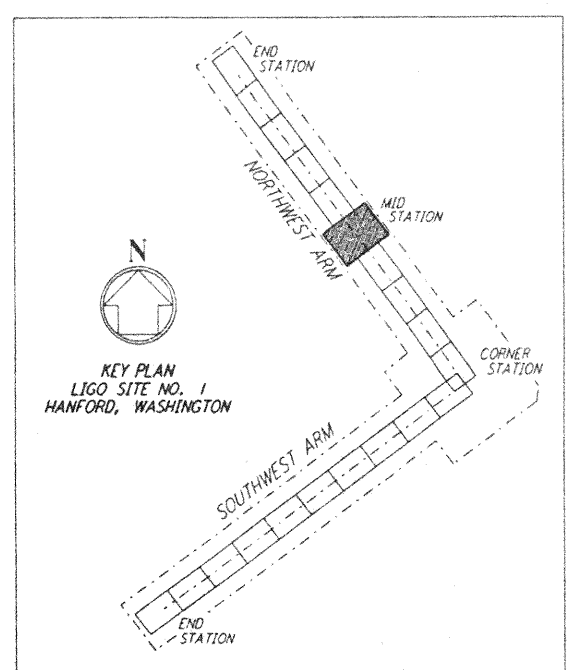 END
STATION
NORTHWEST ARM
MID
STATION
N
KEY PLAN
LIGO SITE NO. 1
HANFORD, WASHINGTON
CORNER
STATION
SOUTHWEST ARM
END
STATION